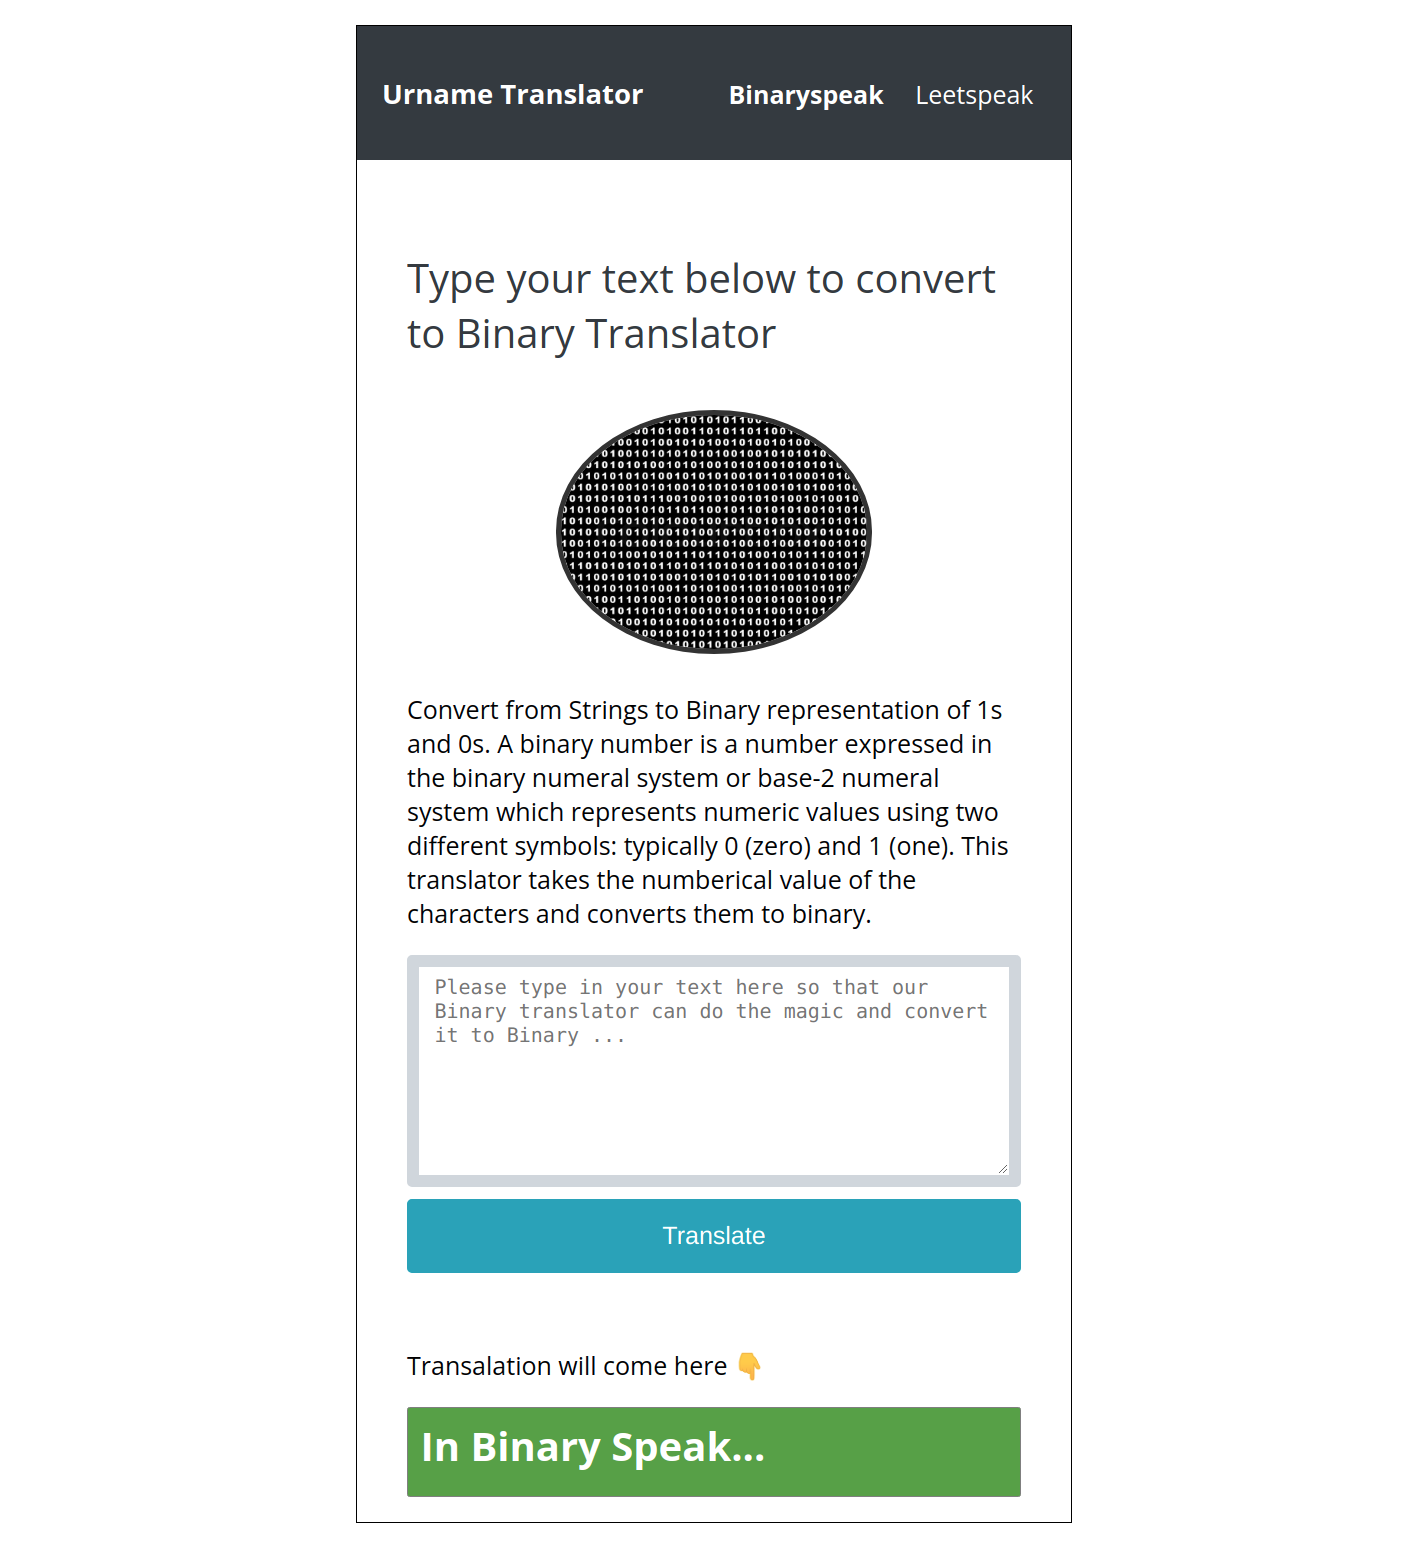 Urname Translator Binaryspeak Leetspeak
Type your text below to convert
to Binary Translator
Convert from Strings to Binary representation of 1s
and 0s. A binary number is a number expressed in
the binary numeral system or base-2 numeral
system which represents numeric values using two
different symbols: typically 0 (zero) and 1 (one). This
translator takes the numberical value of the
characters and converts them to binary.
Please type in your text here so that our
Binary translator can do the magic and convert
it to Binary ...
Translate
Transalation will come here 👇
In Binary Speak...